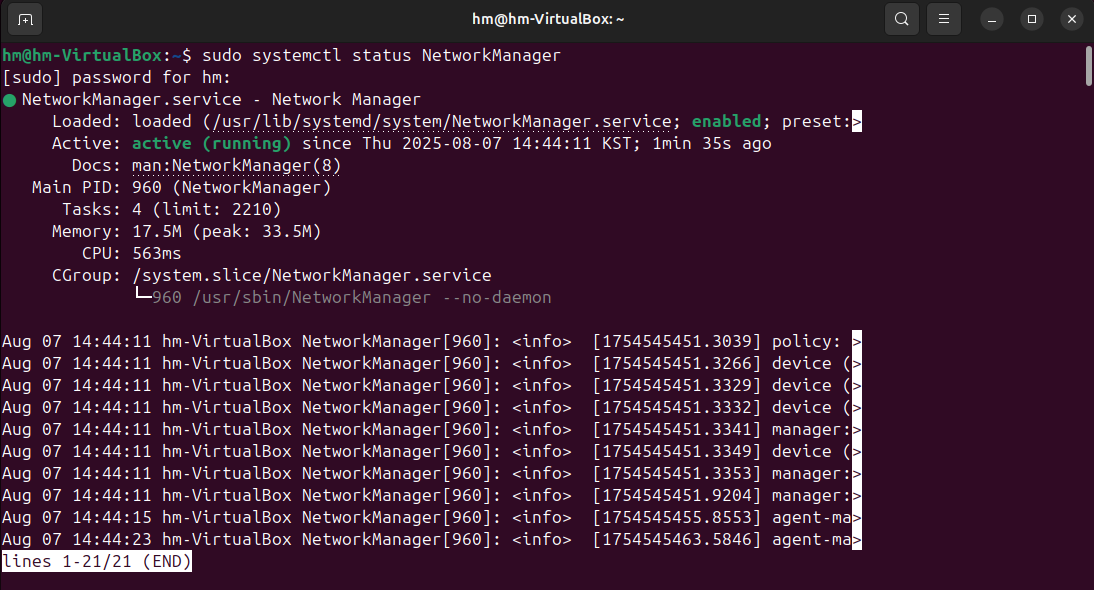 hm@hm-VirtualBox: ~
hm@hm-VirtualBox:~$ sudo systemctl status NetworkManager
[sudo] password for hm:
● NetworkManager.service - Network Manager
     Loaded: loaded (/usr/lib/systemd/system/NetworkManager.service; enabled; preset:>
     Active: active (running) since Thu 2025-08-07 14:44:11 KST; 1min 35s ago
       Docs: man:NetworkManager(8)
   Main PID: 960 (NetworkManager)
      Tasks: 4 (limit: 2210)
     Memory: 17.5M (peak: 33.5M)
        CPU: 563ms
     CGroup: /system.slice/NetworkManager.service
             └─960 /usr/sbin/NetworkManager --no-daemon
Aug 07 14:44:11 hm-VirtualBox NetworkManager[960]: <info>  [1754545451.3039] policy: >
Aug 07 14:44:11 hm-VirtualBox NetworkManager[960]: <info>  [1754545451.3266] device (>
Aug 07 14:44:11 hm-VirtualBox NetworkManager[960]: <info>  [1754545451.3329] device (>
Aug 07 14:44:11 hm-VirtualBox NetworkManager[960]: <info>  [1754545451.3332] device (>
Aug 07 14:44:11 hm-VirtualBox NetworkManager[960]: <info>  [1754545451.3341] manager:>
Aug 07 14:44:11 hm-VirtualBox NetworkManager[960]: <info>  [1754545451.3349] device (>
Aug 07 14:44:11 hm-VirtualBox NetworkManager[960]: <info>  [1754545451.3353] manager:>
Aug 07 14:44:11 hm-VirtualBox NetworkManager[960]: <info>  [1754545451.9204] manager:>
Aug 07 14:44:15 hm-VirtualBox NetworkManager[960]: <info>  [1754545455.8553] agent-ma>
Aug 07 14:44:23 hm-VirtualBox NetworkManager[960]: <info>  [1754545463.5846] agent-ma>
lines 1-21/21 (END)